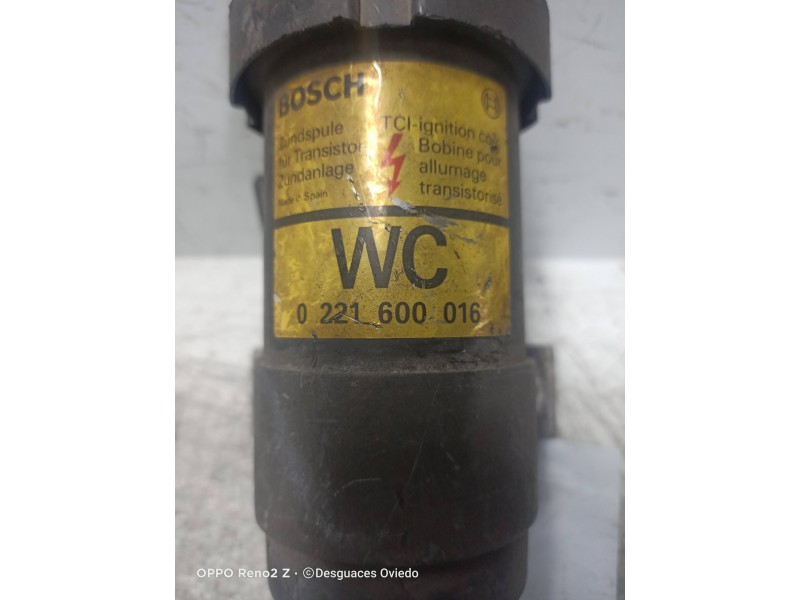 BOSCH
Zündspule
für Transistor
Zündanlage
Made in Spain
TCI-ignition coil
Bobine pour
allumage
transistorisé
WC
0 221 600 016
OPPO Reno2 Z • ©Desguaces Oviedo